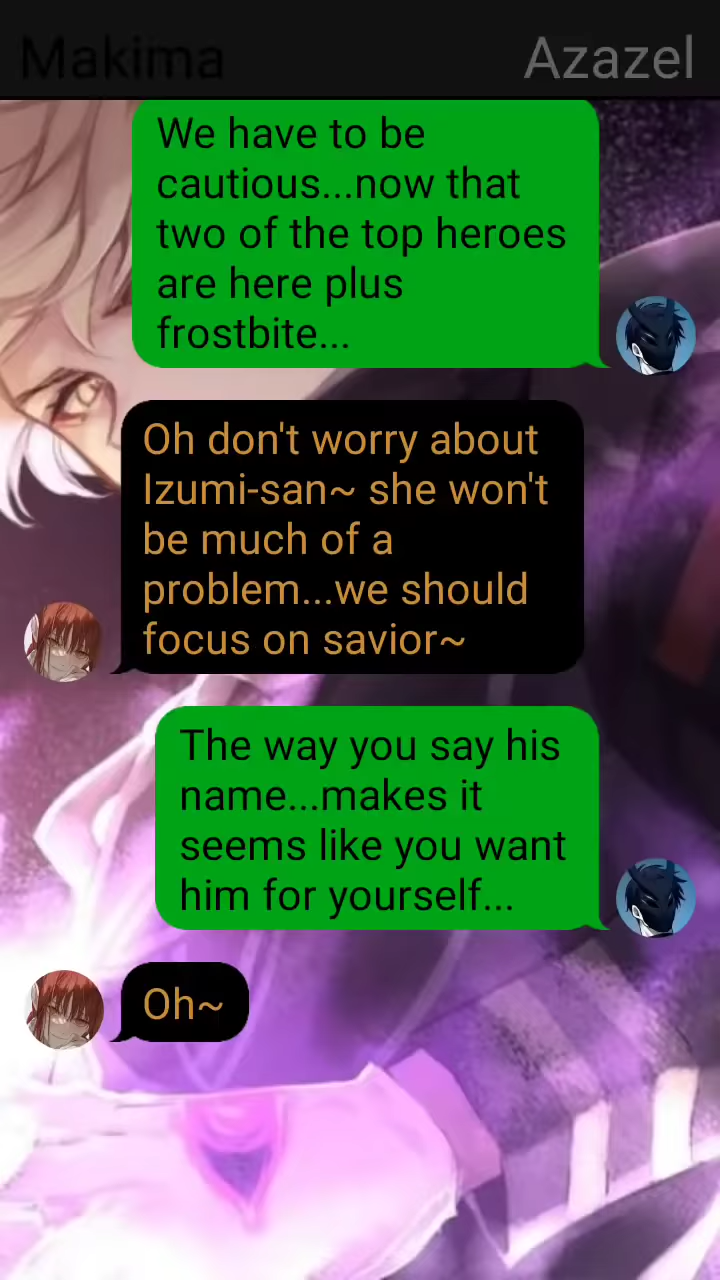 Makima
Azazel
We have to be
cautious...now that
two of the top heroes
are here plus
frostbite...
Oh don't worry about
Izumi-san~ she won't
be much of a
problem...we should
focus on savior~
The way you say his
name...makes it
seems like you want
him for yourself...
Oh~